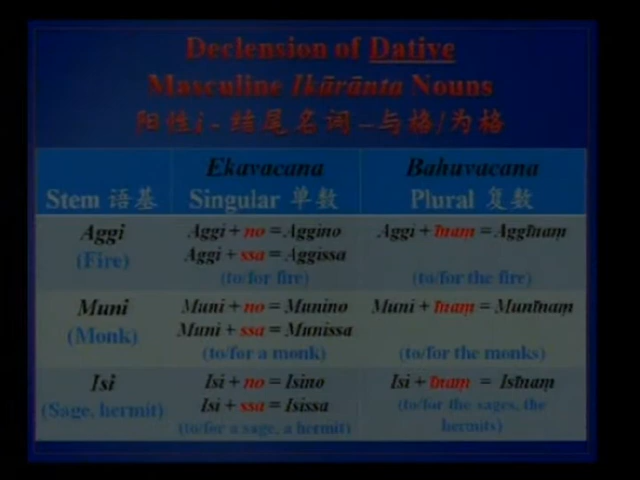 Declension of Dative
Masculine Ikārānta Nouns
阳性i - 结尾名词 – 与格/为格
Stem 语基
Ekavacana
Singular 单数
Bahuvacana
Plural 复数
Aggi
(Fire)
Aggi + no = Aggino
Aggi + ssa = Aggissa
(to/for fire)
Aggi + īnaṃ = Aggīnaṃ
(to/for the fire)
Muni
(Monk)
Muni + no = Munino
Muni + ssa = Munissa
(to/for a monk)
Muni + īnaṃ = Munīnaṃ
(to/for the monks)
Isi
(Sage, hermit)
Isi + no = Isino
Isi + ssa = Isissa
(to/for a sage, a hermit)
Isi + īnaṃ = Isīnaṃ
(to/for the sages, the
hermits)